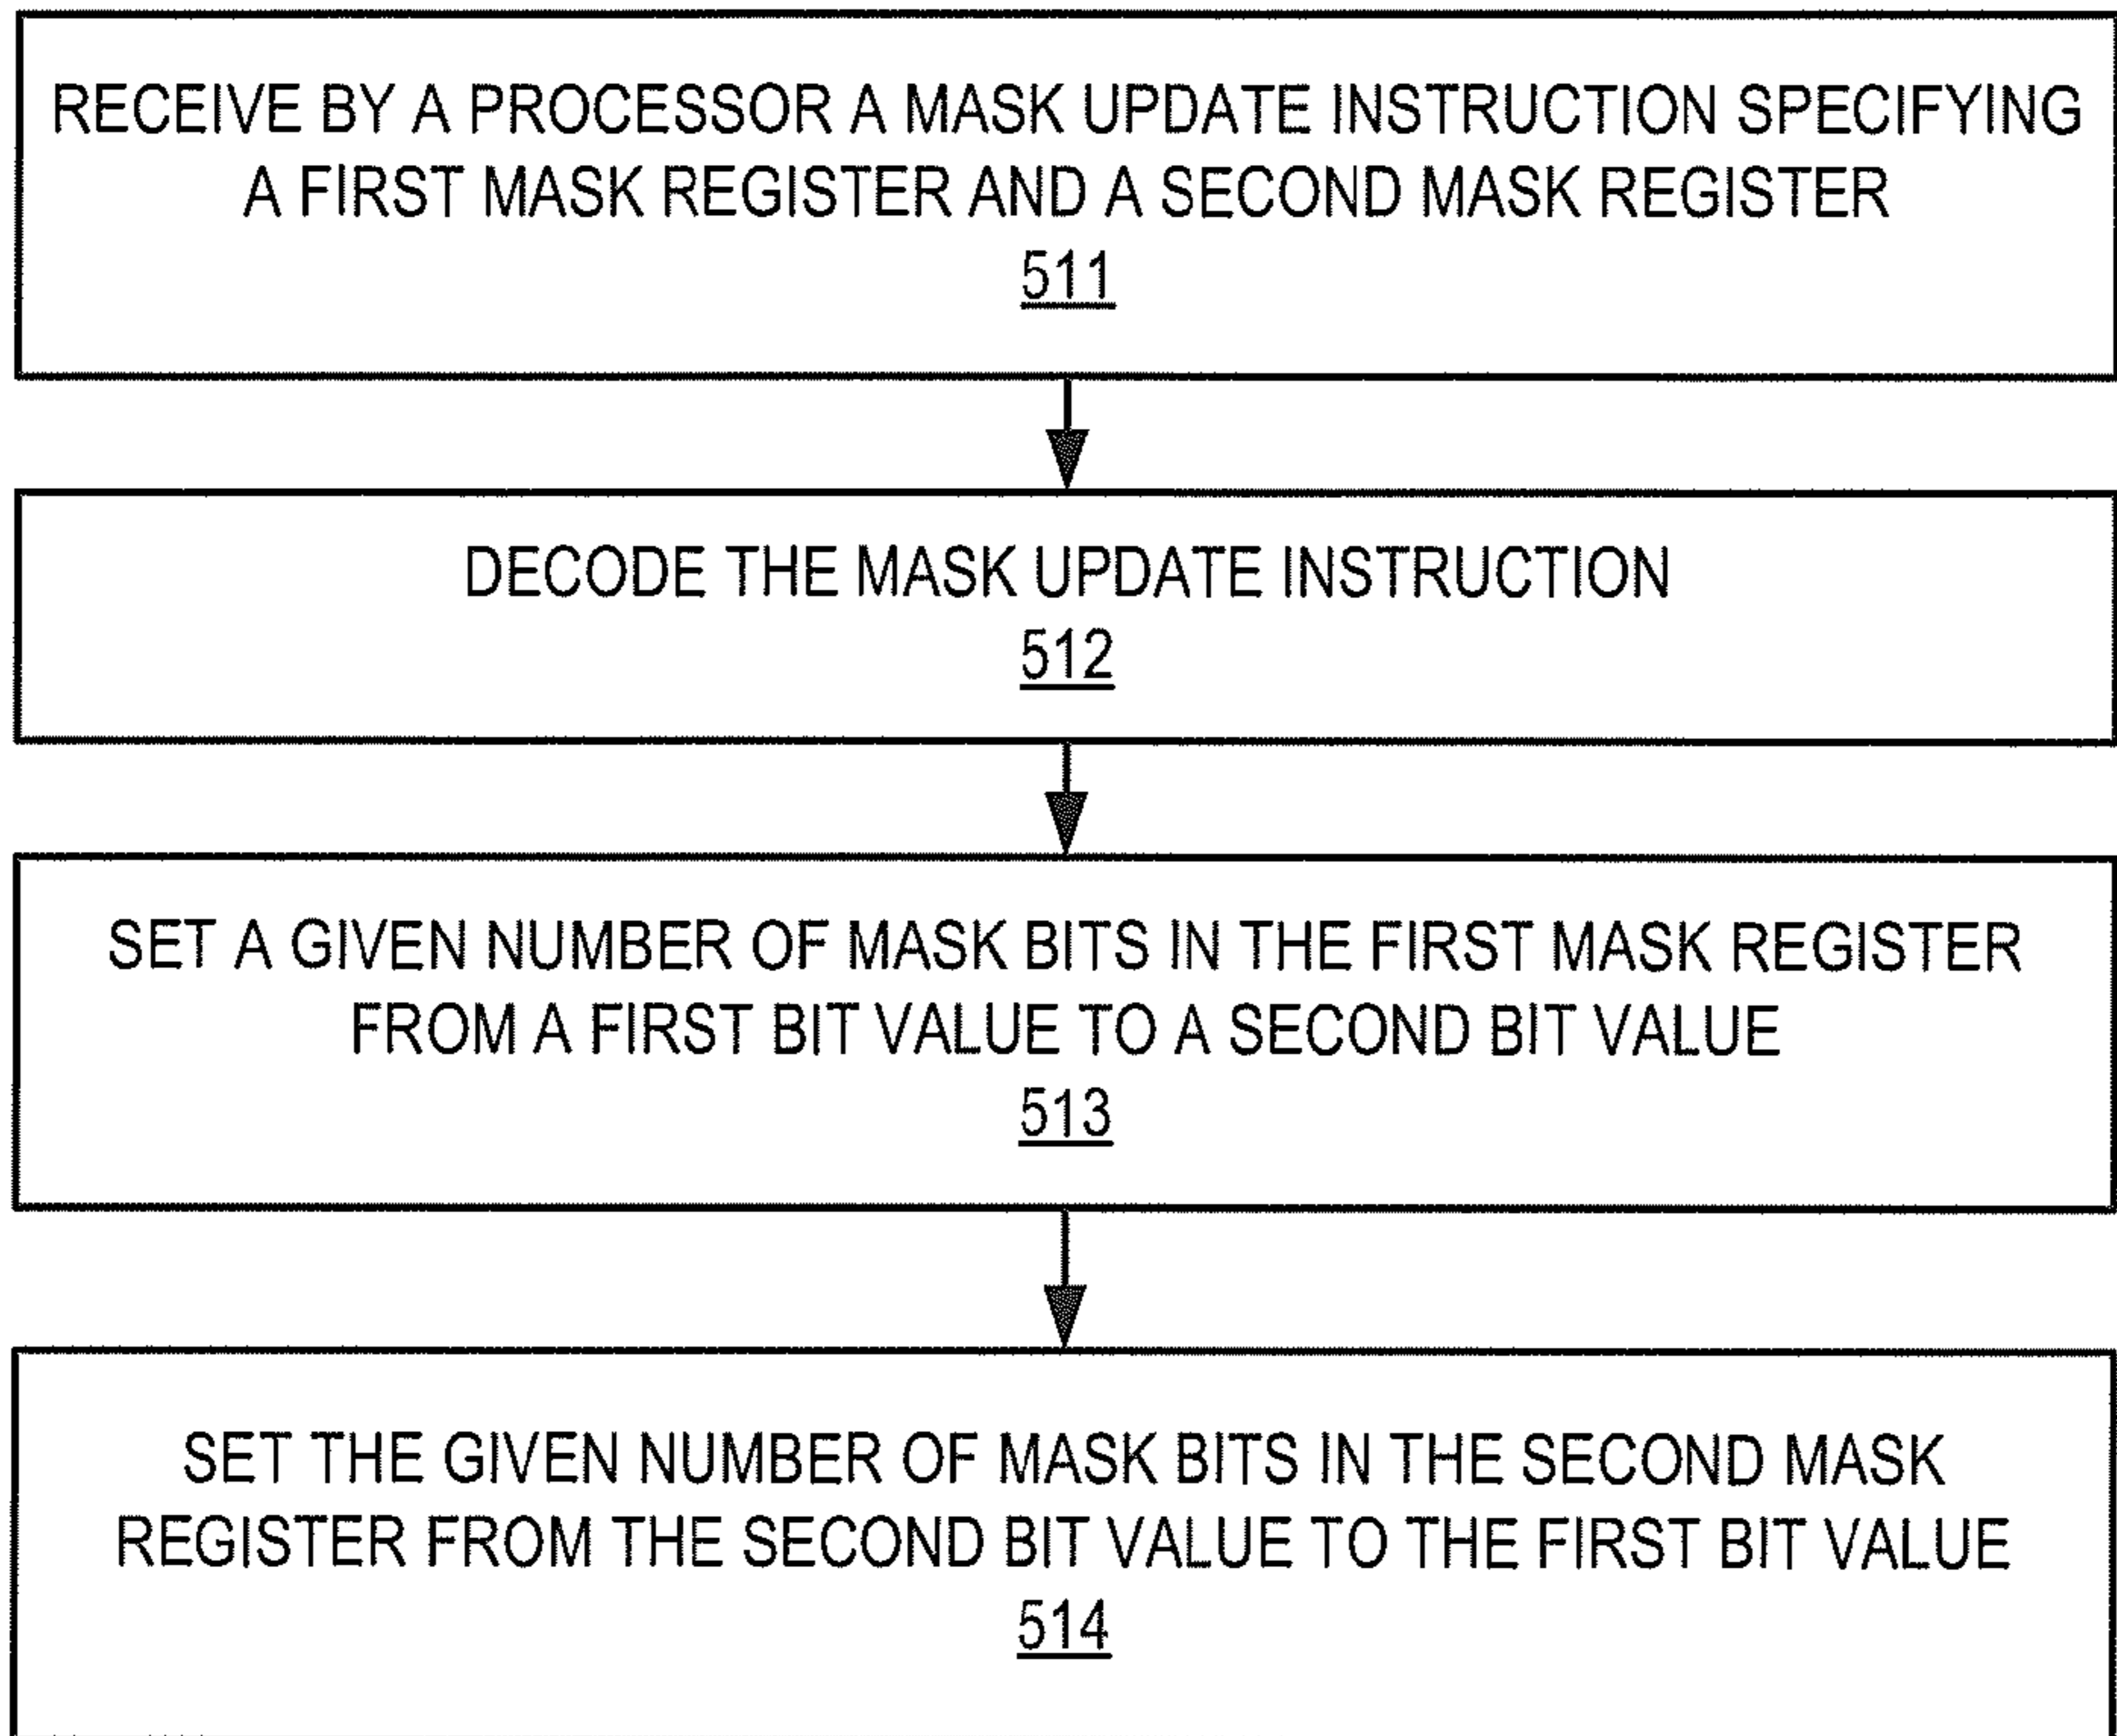 RECEIVE BY A PROCESSOR A MASK UPDATE INSTRUCTION SPECIFYING
A FIRST MASK REGISTER AND A SECOND MASK REGISTER
511
DECODE THE MASK UPDATE INSTRUCTION
512
SET A GIVEN NUMBER OF MASK BITS IN THE FIRST MASK REGISTER
FROM A FIRST BIT VALUE TO A SECOND BIT VALUE
513
SET THE GIVEN NUMBER OF MASK BITS IN THE SECOND MASK
REGISTER FROM THE SECOND BIT VALUE TO THE FIRST BIT VALUE
514